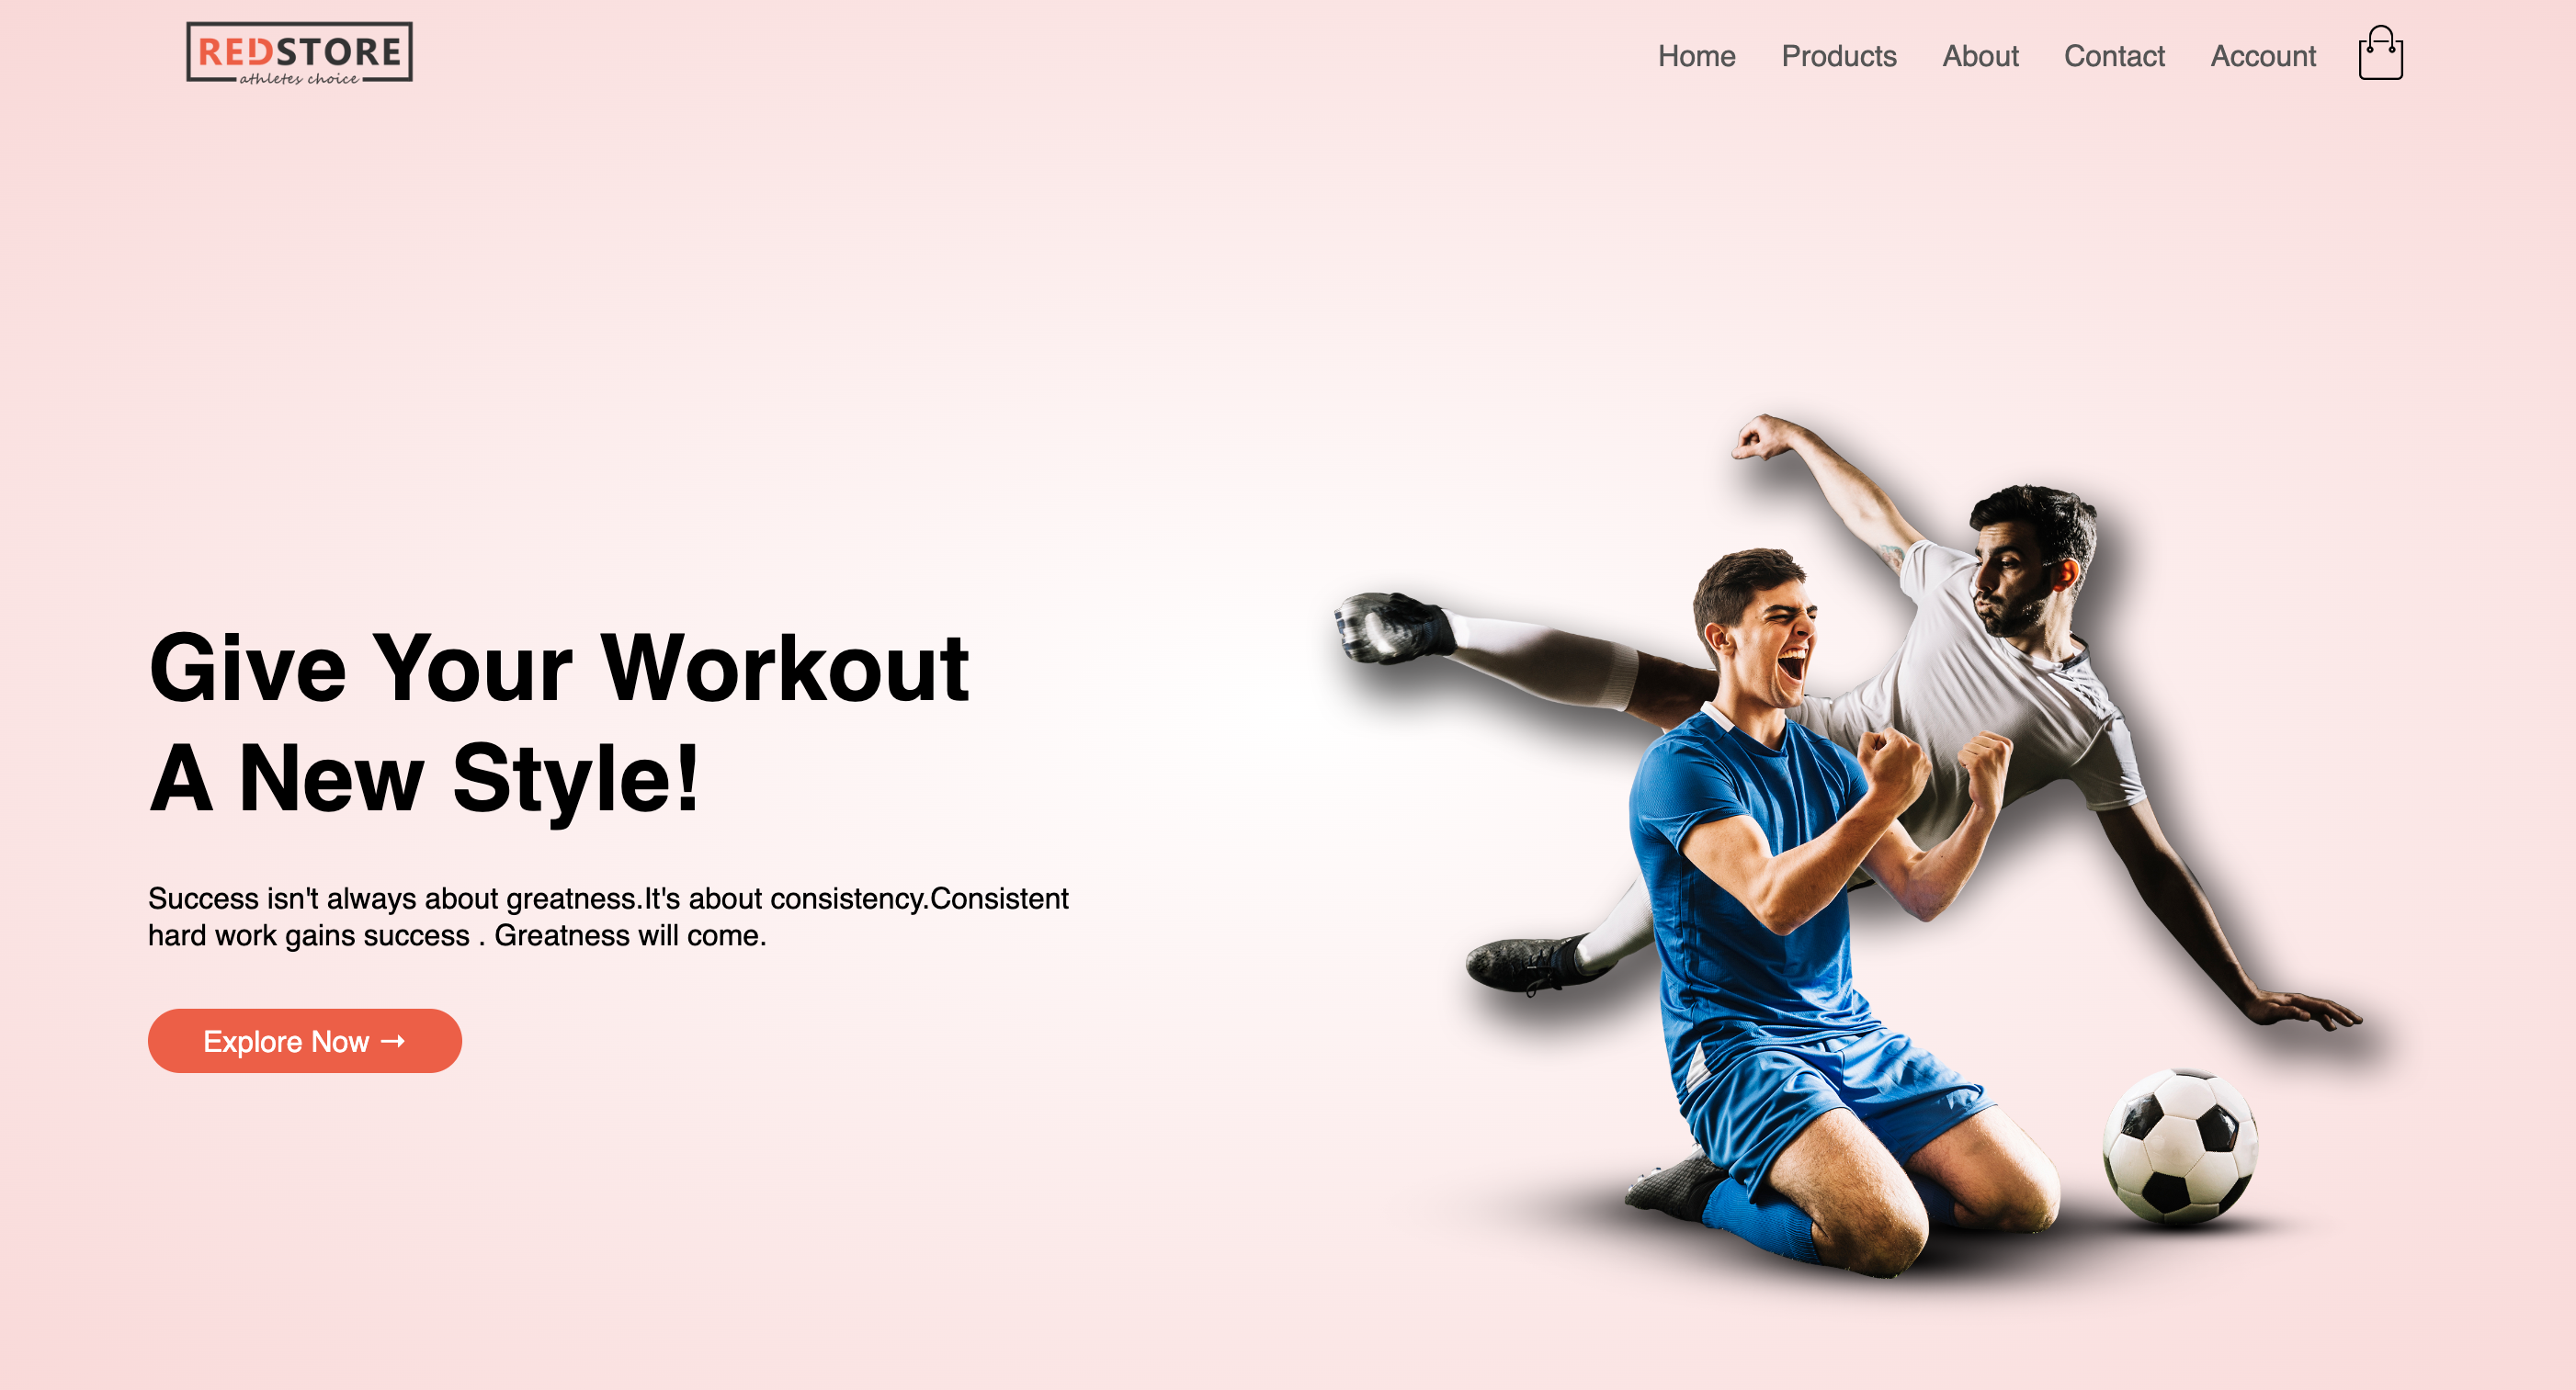 REDSTORE
athletes choice
Home Products About Contact Account
Give Your Workout
A New Style!
Success isn't always about greatness.It's about consistency.Consistent
hard work gains success . Greatness will come.
Explore Now →